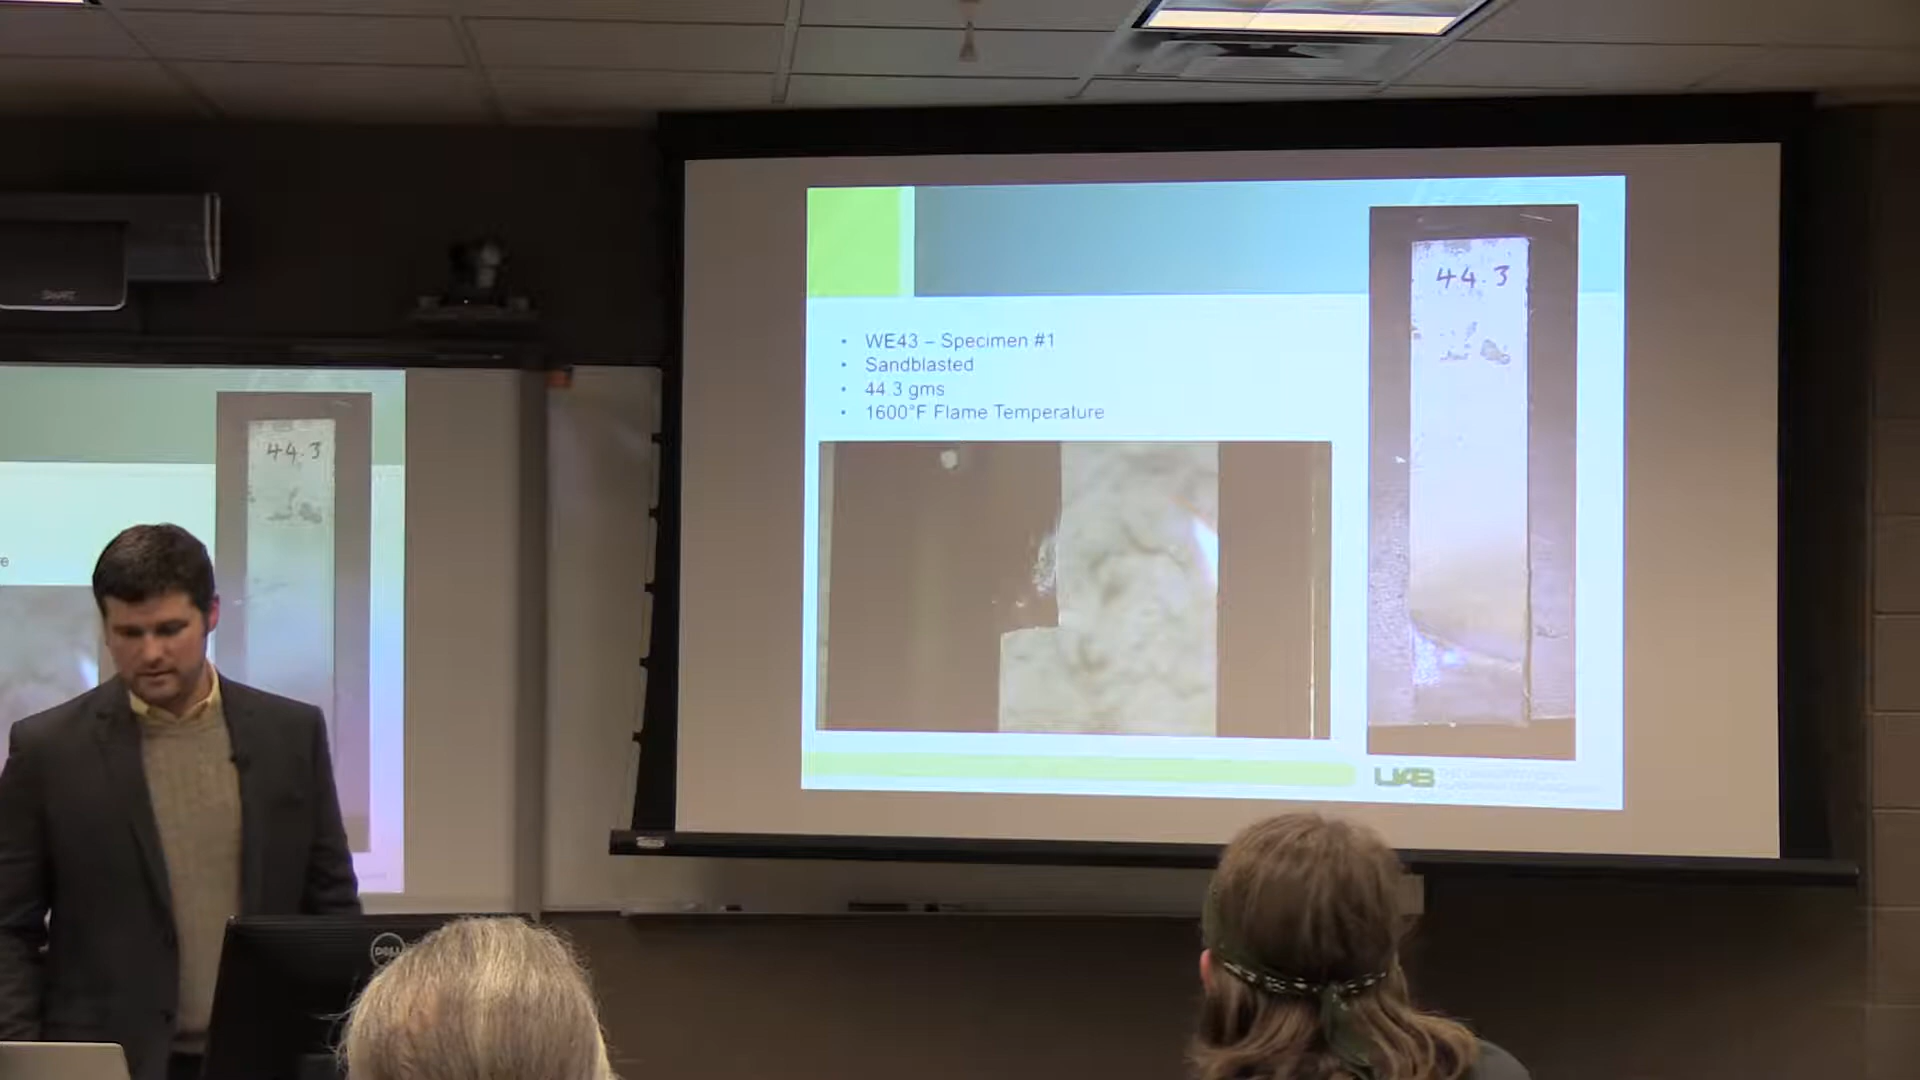 44.3
WE43 – Specimen #1
Sandblasted
44.3 gms
1600°F Flame Temperature
UAB
44.3
e
DELL